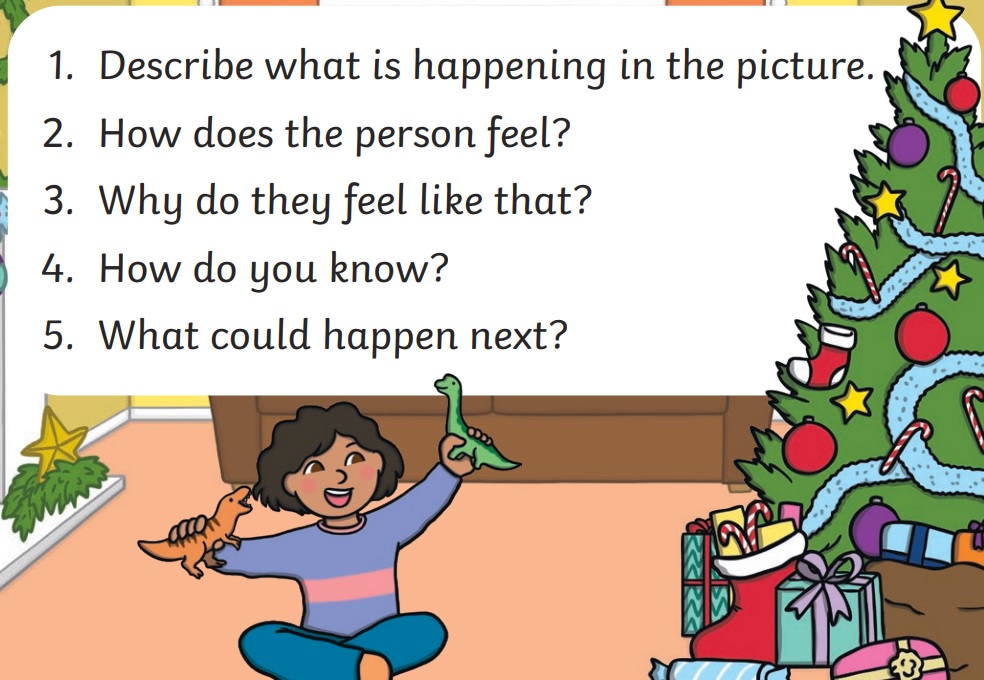 1. Describe what is happening in the picture.
2. How does the person feel?
3. Why do they feel like that?
4. How do you know?
5. What could happen next?